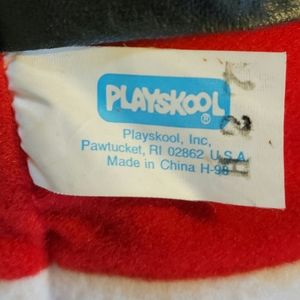 PLAYSKOOL®
Playskool, Inc,
Pawtucket, RI 02862 U.S.A.
Made in China H-98